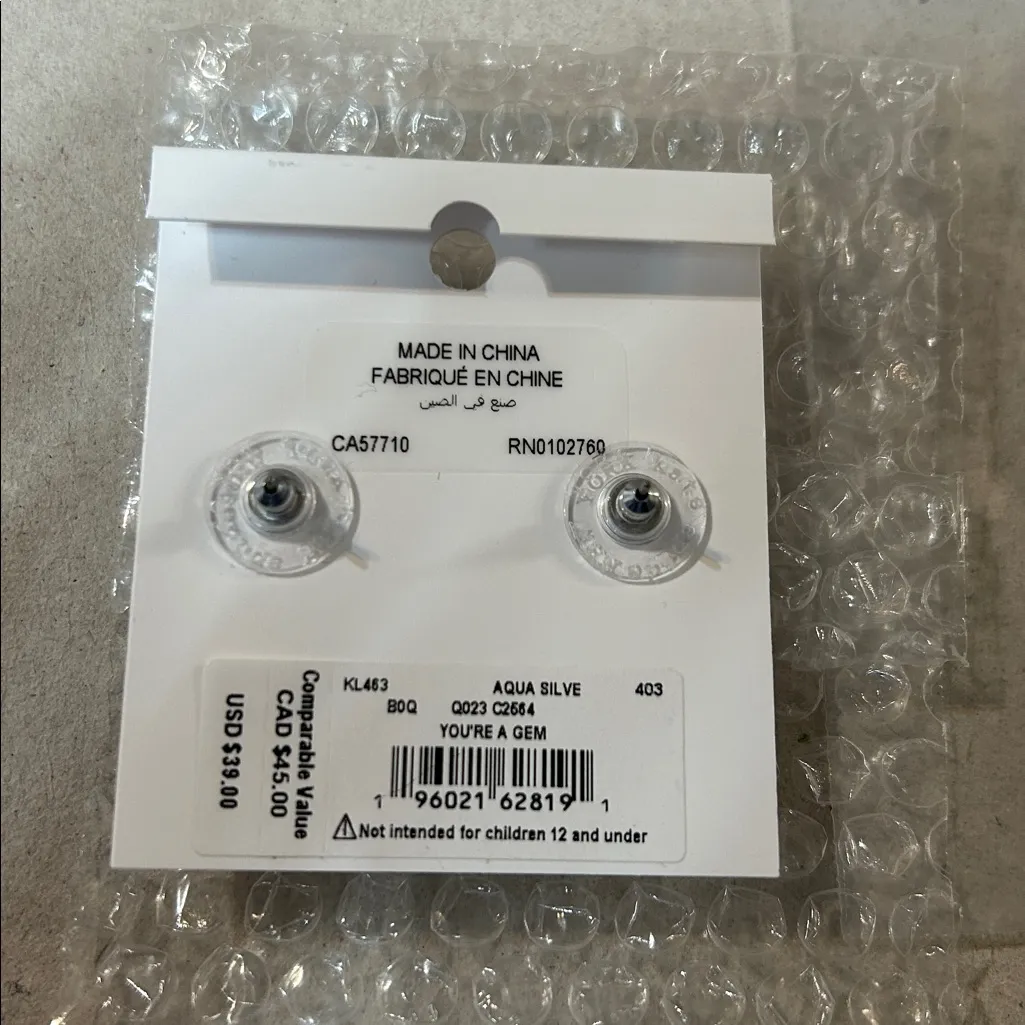 MADE IN CHINA
FABRIQUÉ EN CHINE
صنع في الصين
CA57710 RN0102760
KL463 AQUA SILVE 403
B0Q Q023 C2564
YOU'RE A GEM
1 96021 62819 1
⚠Not intended for children 12 and under
Comparable Value
CAD $45.00
USD $39.00